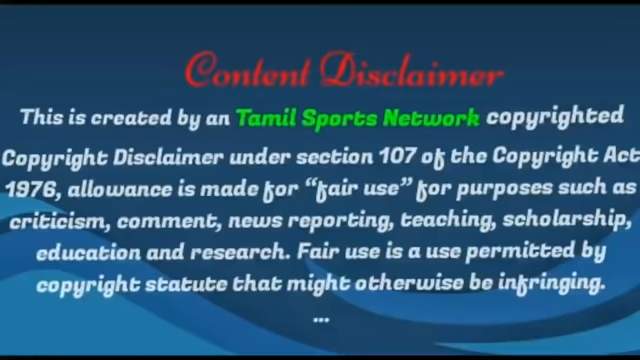 Content Disclaimer
This is created by an Tamil Sports Network copyrighted
Copyright Disclaimer under section 107 of the Copyright Act
1976, allowance is made for “fair use” for purposes such as
criticism, comment, news reporting, teaching, scholarship,
education and research. Fair use is a use permitted by
copyright statute that might otherwise be infringing.
...